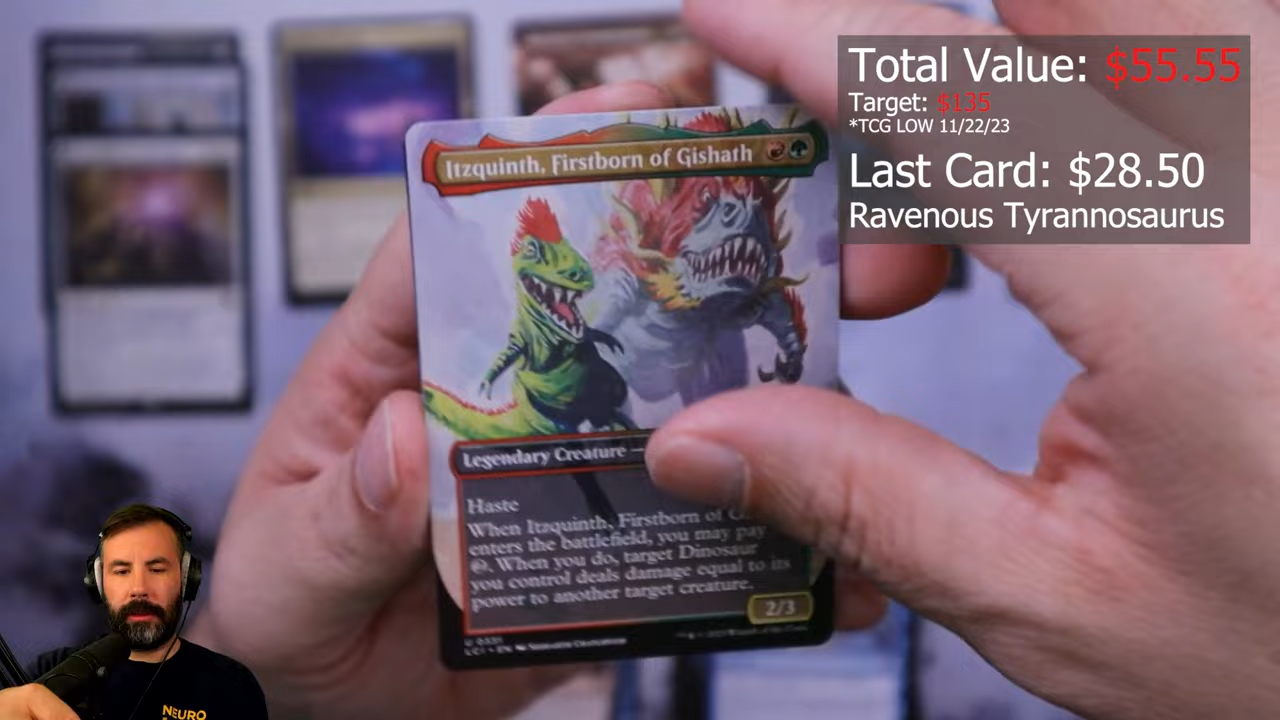 Total Value: $55.55
Target: $135
*TCG LOW 11/22/23
Last Card: $28.50
Ravenous Tyrannosaurus
Itzquinth, Firstborn of Gishath
Legendary Creature —
Haste
When Itzquinth, Firstborn of
enters the battlefield, you may pay
. When you do, target Dinosaur
you control deals damage equal to its
power to another target creature.
2/3
NEURO